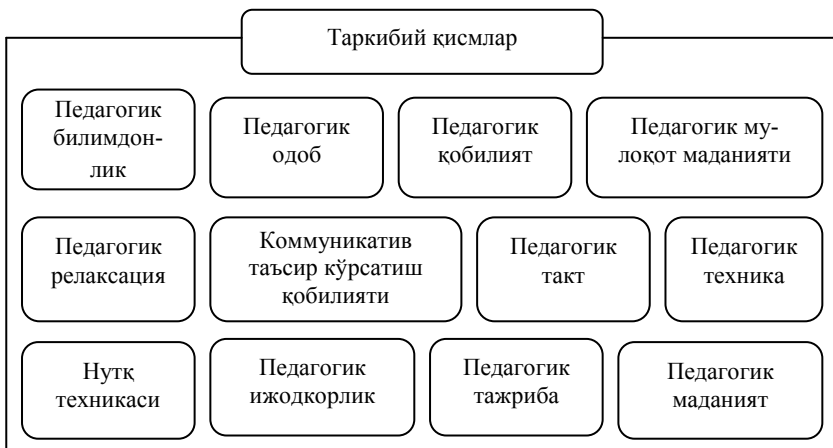 Таркибий қисмлар
Педагогик
билимдон-
лик
Педагогик
одоб
Педагогик
қобилият
Педагогик му-
лоқот маданияти
Педагогик
релаксация
Коммуникатив
таъсир кўрсатиш
қобилияти
Педагогик
такт
Педагогик
техника
Нутқ
техникаси
Педагогик
ижодкорлик
Педагогик
тажриба
Педагогик
маданият